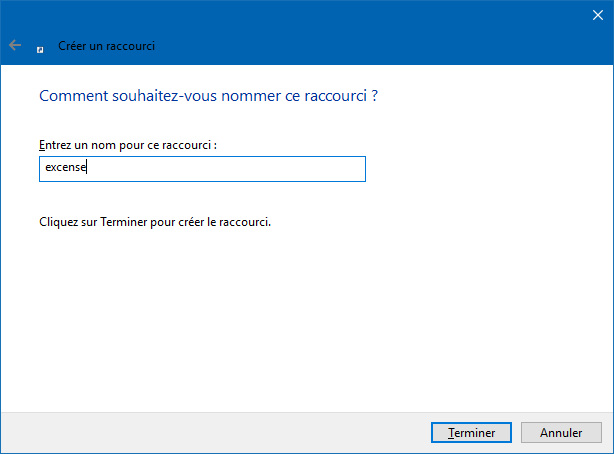 Créer un raccourci
Comment souhaitez-vous nommer ce raccourci ?
Entrez un nom pour ce raccourci :
excense
Cliquez sur Terminer pour créer le raccourci.
Terminer
Annuler